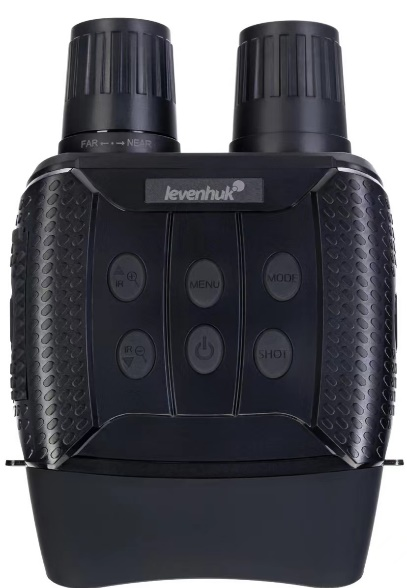 FAR ←•→ NEAR
levenhuk
IR
MENU
MODE
IR
SHOT